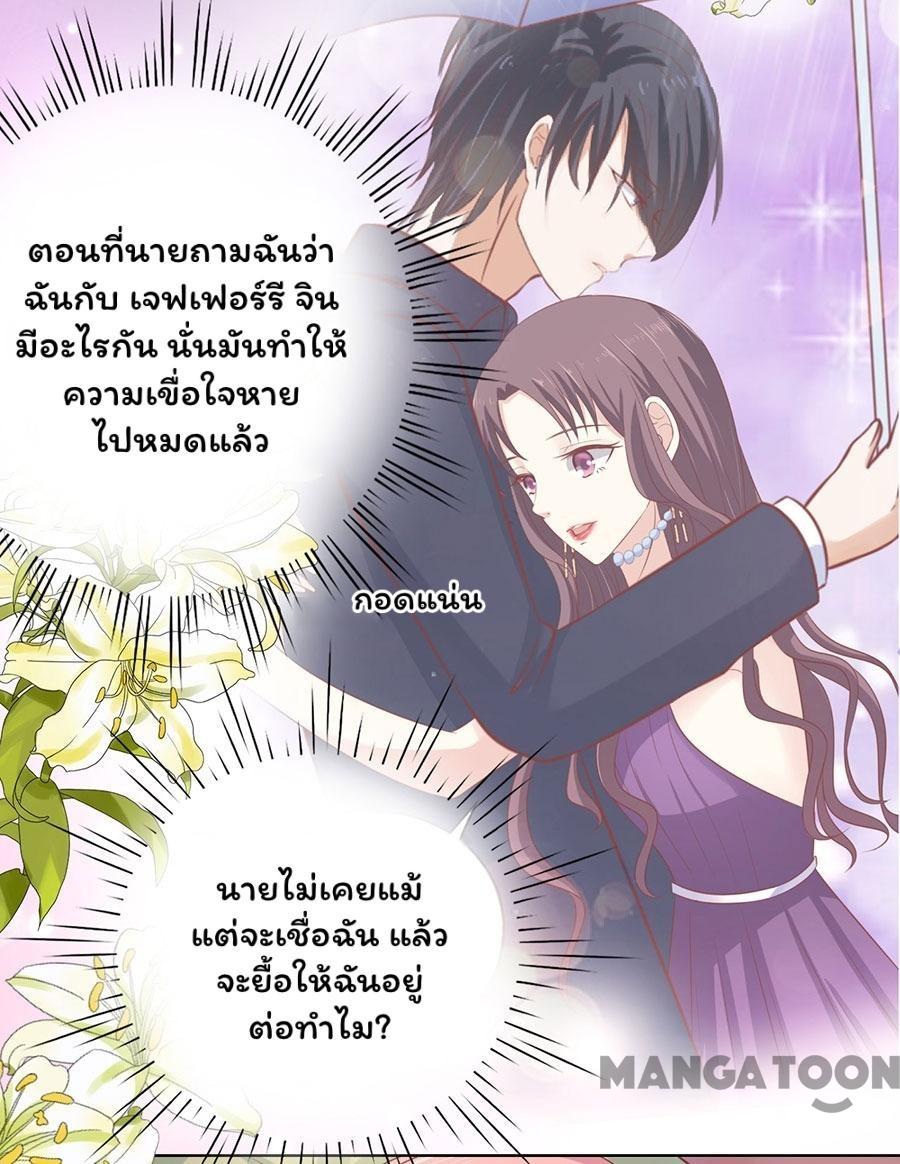 ตอนที่นายถามฉันว่า
ฉันกับ เจฟเฟอร์รี จิน
มีอะไรกัน นั่นมันทำให้
ความเขื่อใจหาย
ไปหมดแล้ว
กอดแน่น
นายไม่เคยแม้
แต่จะเชื่อฉัน แล้ว
จะยื้อให้ฉันอยู่
ต่อทำไม?
MANGATOON